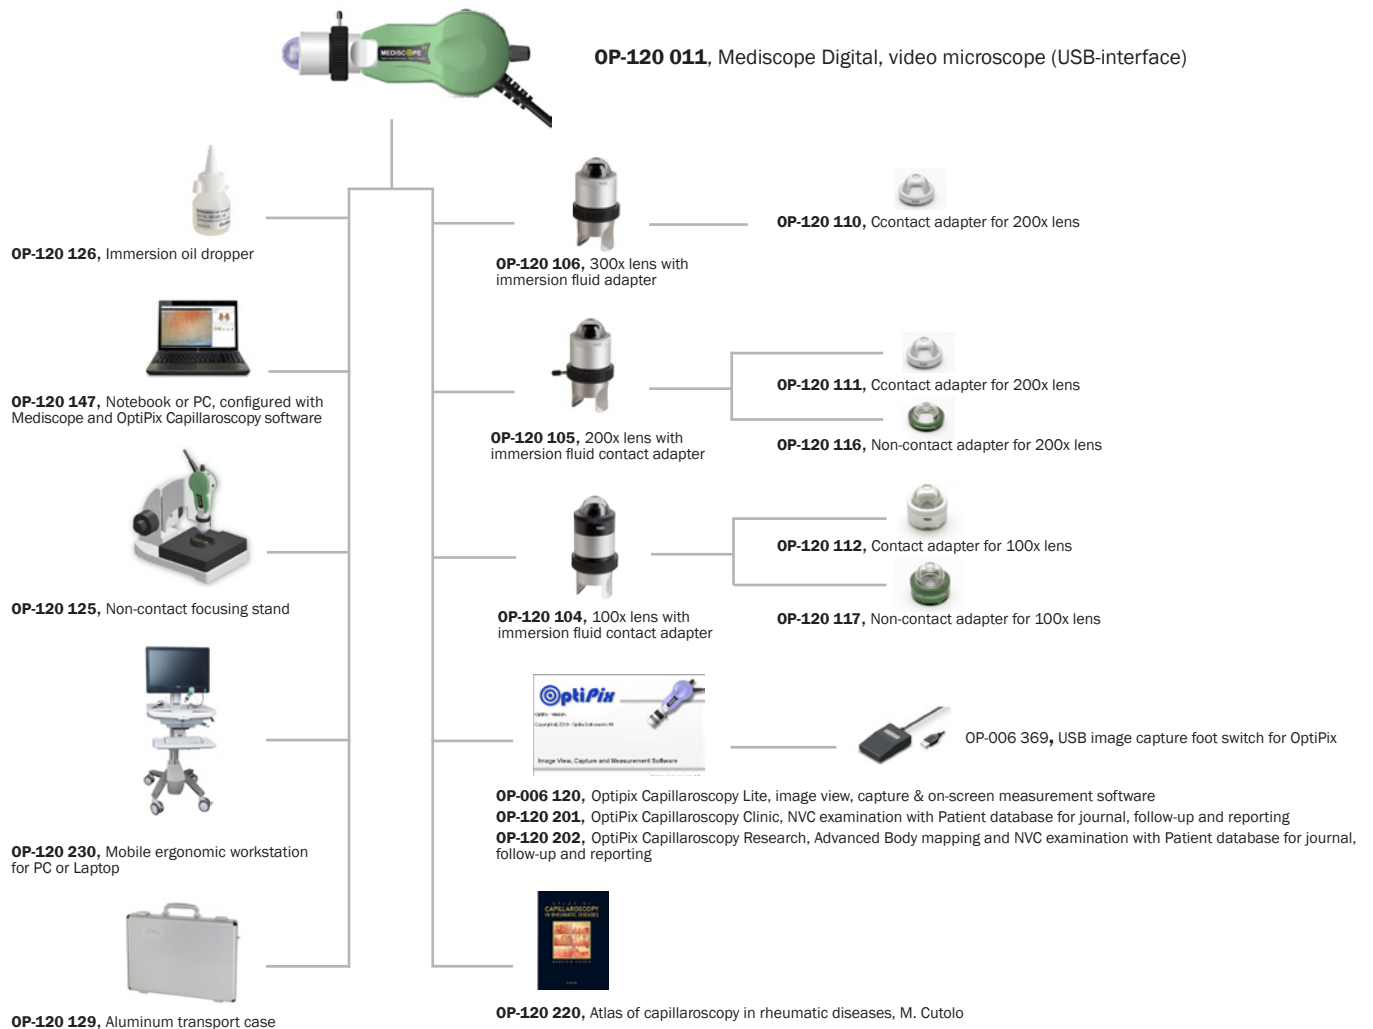 MEDISCOPE
OP-120 011, Mediscope Digital, video microscope (USB-interface)
OP-120 126, Immersion oil dropper
OP-120 106, 300x lens with
immersion fluid adapter
OP-120 110, Ccontact adapter for 200x lens
OP-120 147, Notebook or PC, configured with
Mediscope and OptiPix Capillaroscopy software
OP-120 105, 200x lens with
immersion fluid contact adapter
OP-120 111, Ccontact adapter for 200x lens
OP-120 116, Non-contact adapter for 200x lens
OP-120 125, Non-contact focusing stand
OP-120 104, 100x lens with
immersion fluid contact adapter
OP-120 112, Contact adapter for 100x lens
OP-120 117, Non-contact adapter for 100x lens
OptiPix
Image View, Capture and Measurement Software
OP-006 369, USB image capture foot switch for OptiPix
OP-006 120, Optipix Capillaroscopy Lite, image view, capture & on-screen measurement software
OP-120 201, OptiPix Capillaroscopy Clinic, NVC examination with Patient database for journal, follow-up and reporting
OP-120 202, OptiPix Capillaroscopy Research, Advanced Body mapping and NVC examination with Patient database for journal,
follow-up and reporting
OP-120 230, Mobile ergonomic workstation
for PC or Laptop
ATLAS OF
CAPILLAROSCOPY
IN RHEUMATIC DISEASES
OP-120 129, Aluminum transport case
OP-120 220, Atlas of capillaroscopy in rheumatic diseases, M. Cutolo